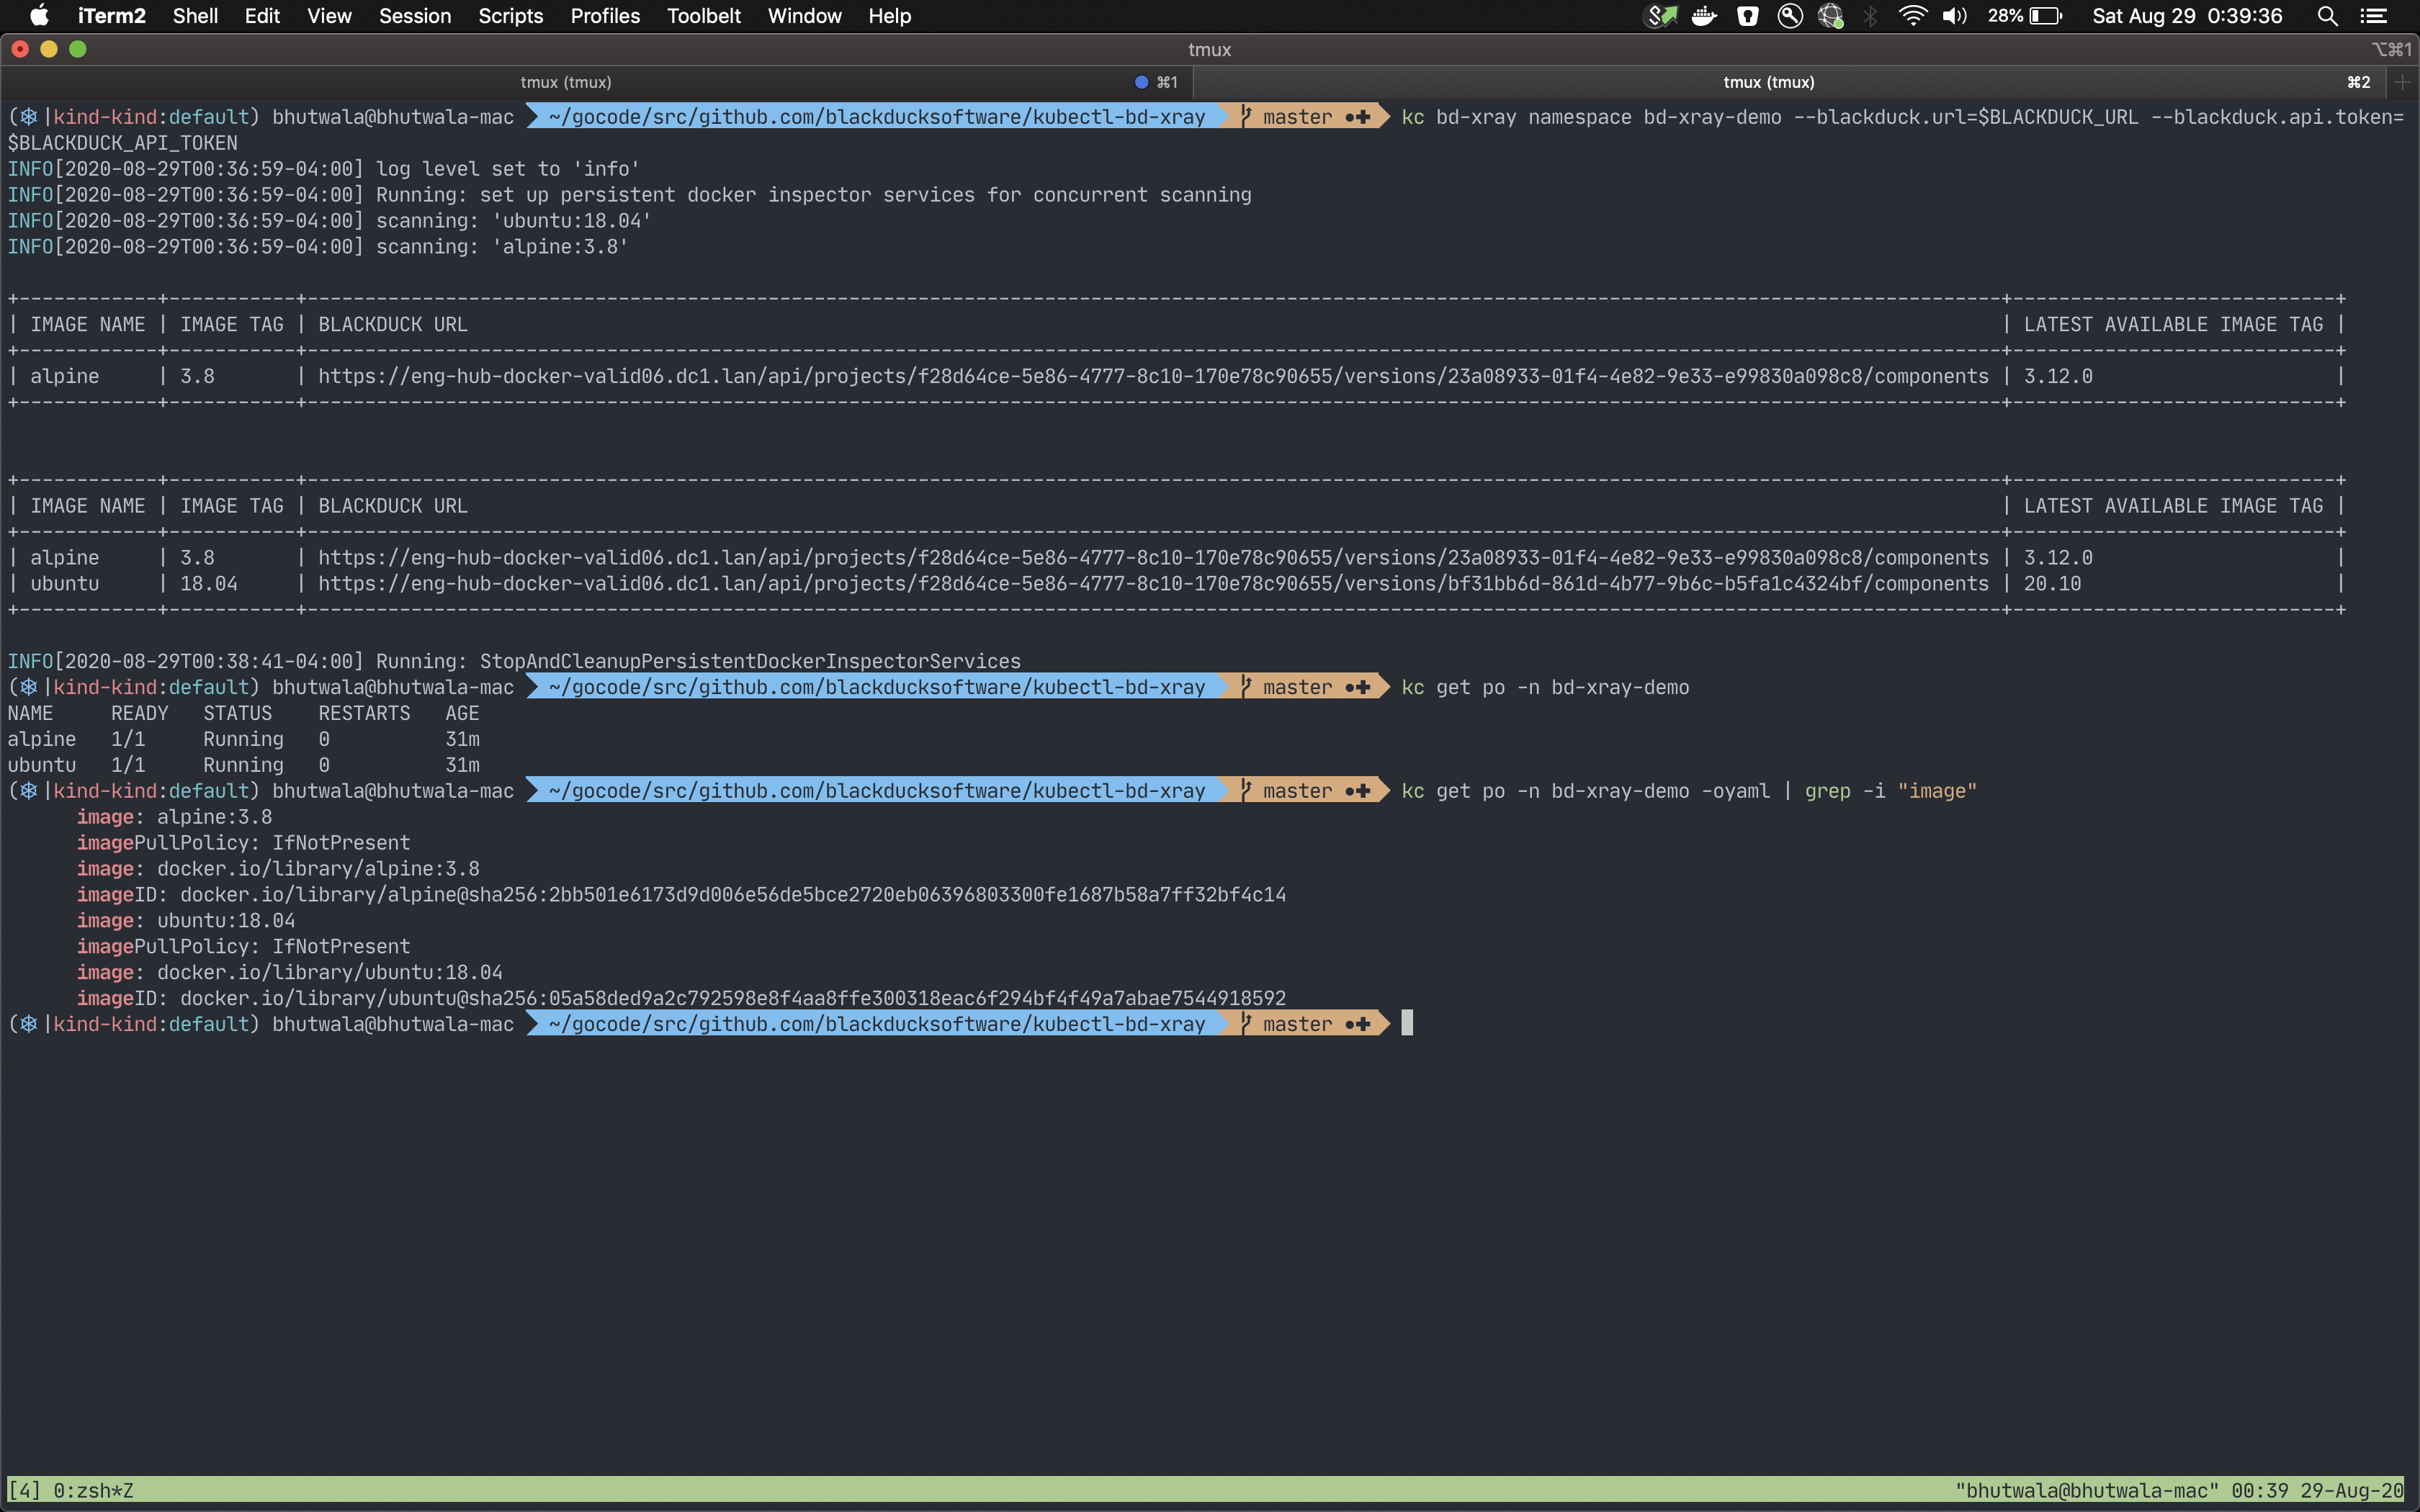 iTerm2 Shell Edit View Session Scripts Profiles Toolbelt Window Help 28% Sat Aug 29 0:39:36
tmux ⌥⌘1
tmux (tmux) ⌘1 tmux (tmux) ⌘2
(⎈ |kind-kind:default) bhutwala@bhutwala-mac ~/gocode/src/github.com/blackducksoftware/kubectl-bd-xray master ●✚ kc bd-xray namespace bd-xray-demo --blackduck.url=$BLACKDUCK_URL --blackduck.api.token=
$BLACKDUCK_API_TOKEN
INFO[2020-08-29T00:36:59-04:00] log level set to 'info'
INFO[2020-08-29T00:36:59-04:00] Running: set up persistent docker inspector services for concurrent scanning
INFO[2020-08-29T00:36:59-04:00] scanning: 'ubuntu:18.04'
INFO[2020-08-29T00:36:59-04:00] scanning: 'alpine:3.8'
| IMAGE NAME | IMAGE TAG | BLACKDUCK URL | LATEST AVAILABLE IMAGE TAG |
| alpine | 3.8 | https://eng-hub-docker-valid06.dc1.lan/api/projects/f28d64ce-5e86-4777-8c10-170e78c90655/versions/23a08933-01f4-4e82-9e33-e99830a098c8/components | 3.12.0 |
| IMAGE NAME | IMAGE TAG | BLACKDUCK URL | LATEST AVAILABLE IMAGE TAG |
| alpine | 3.8 | https://eng-hub-docker-valid06.dc1.lan/api/projects/f28d64ce-5e86-4777-8c10-170e78c90655/versions/23a08933-01f4-4e82-9e33-e99830a098c8/components | 3.12.0 |
| ubuntu | 18.04 | https://eng-hub-docker-valid06.dc1.lan/api/projects/f28d64ce-5e86-4777-8c10-170e78c90655/versions/bf31bb6d-861d-4b77-9b6c-b5fa1c4324bf/components | 20.10 |
INFO[2020-08-29T00:38:41-04:00] Running: StopAndCleanupPersistentDockerInspectorServices
(⎈ |kind-kind:default) bhutwala@bhutwala-mac ~/gocode/src/github.com/blackducksoftware/kubectl-bd-xray master ●✚ kc get po -n bd-xray-demo
NAME READY STATUS RESTARTS AGE
alpine 1/1 Running 0 31m
ubuntu 1/1 Running 0 31m
(⎈ |kind-kind:default) bhutwala@bhutwala-mac ~/gocode/src/github.com/blackducksoftware/kubectl-bd-xray master ●✚ kc get po -n bd-xray-demo -oyaml | grep -i "image"
image: alpine:3.8
imagePullPolicy: IfNotPresent
image: docker.io/library/alpine:3.8
imageID: docker.io/library/alpine@sha256:2bb501e6173d9d006e56de5bce2720eb06396803300fe1687b58a7ff32bf4c14
image: ubuntu:18.04
imagePullPolicy: IfNotPresent
image: docker.io/library/ubuntu:18.04
imageID: docker.io/library/ubuntu@sha256:05a58ded9a2c792598e8f4aa8ffe300318eac6f294bf4f49a7abae7544918592
(⎈ |kind-kind:default) bhutwala@bhutwala-mac ~/gocode/src/github.com/blackducksoftware/kubectl-bd-xray master ●✚
[4] 0:zsh*Z "bhutwala@bhutwala-mac" 00:39 29-Aug-20